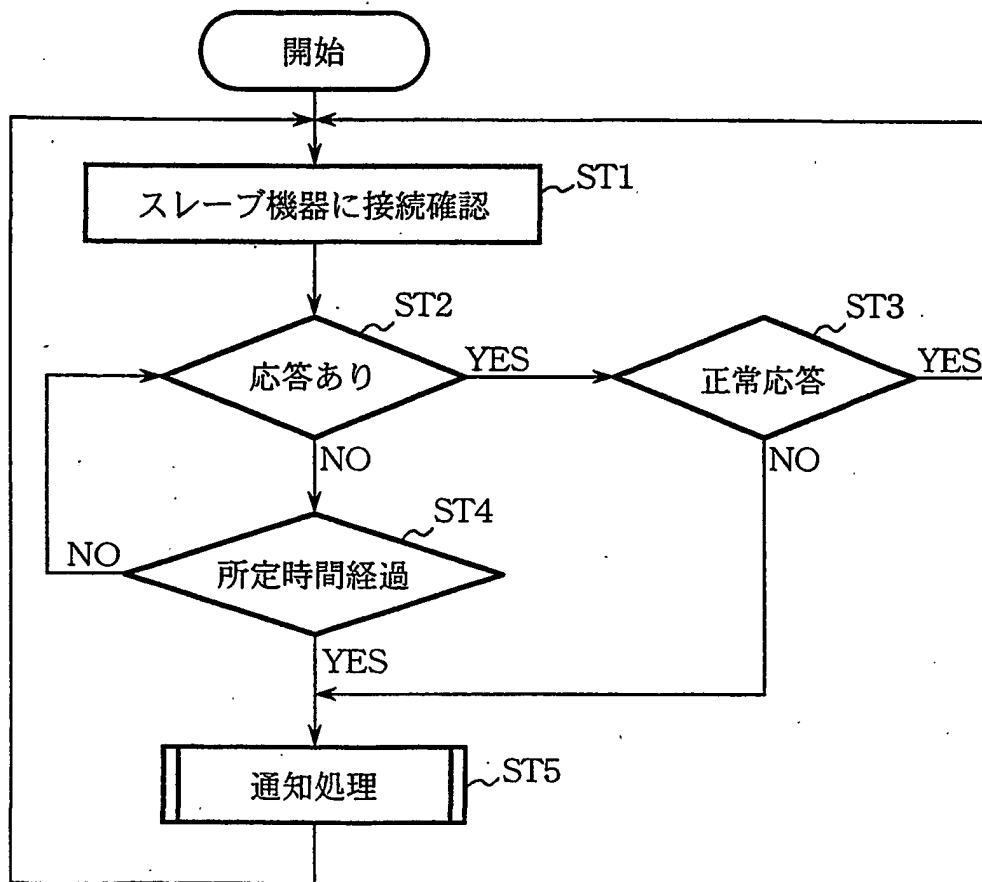 開始
スレーブ機器に接続確認
ST1
ST2
応答あり
YES
NO
ST3
正常応答
YES
NO
ST4
所定時間経過
NO
YES
通知処理
ST5